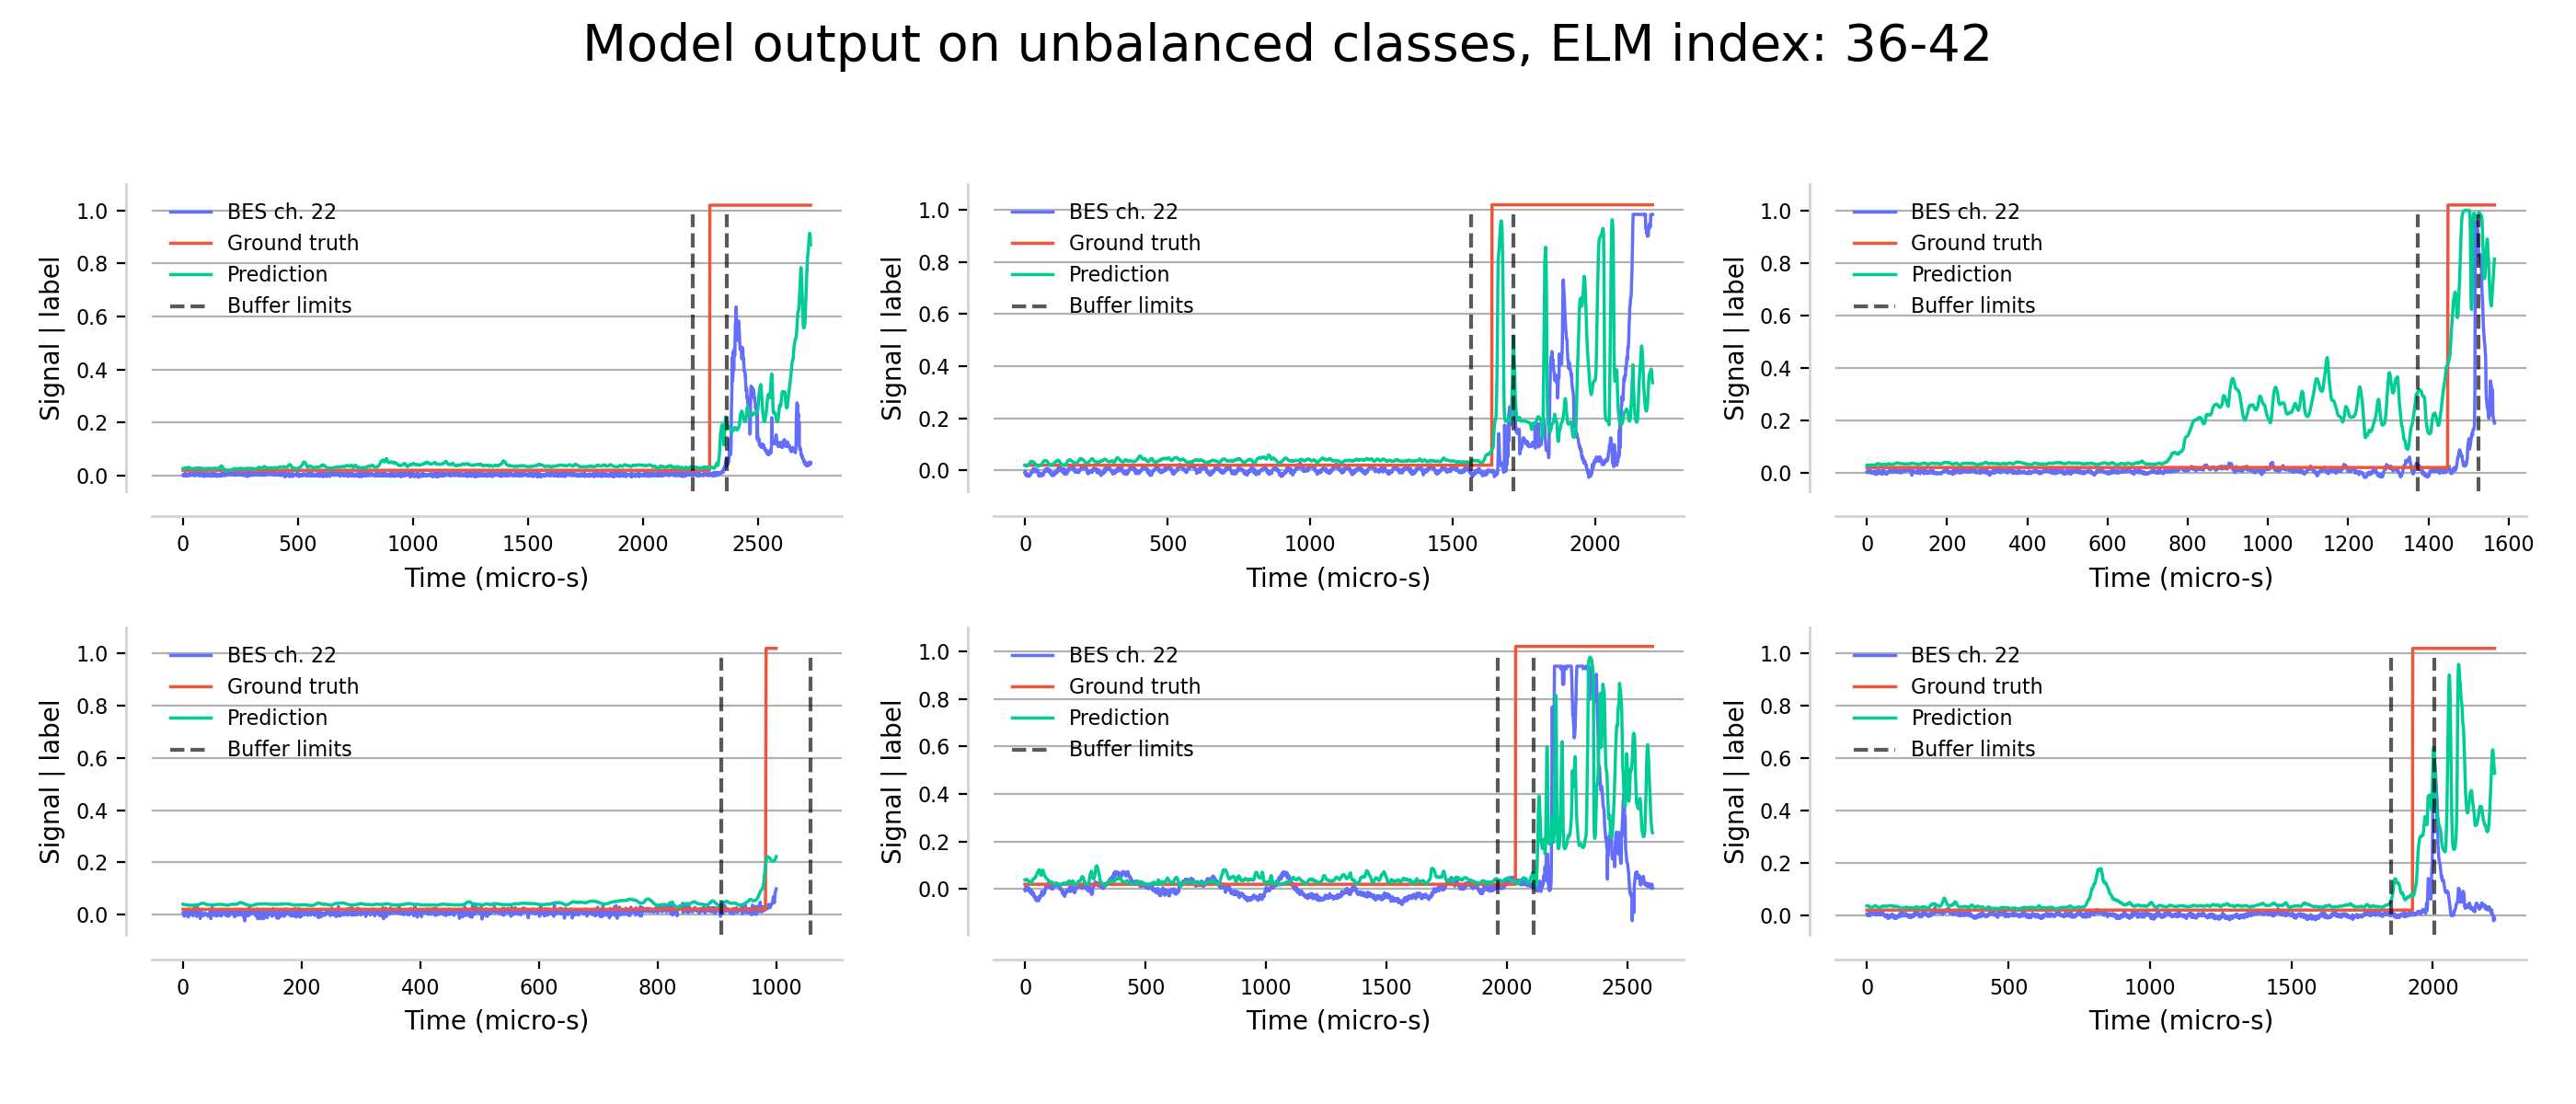 Model output on unbalanced classes, ELM index: 36-42
Signal | label
1.0
0.8
0.6
0.4
0.2
0.0
BES ch. 22
Ground truth
Prediction
Buffer limits
0 500 1000 1500 2000 2500
Time (micro-s)
Signal | label
1.0
0.8
0.6
0.4
0.2
0.0
BES ch. 22
Ground truth
Prediction
Buffer limits
0 500 1000 1500 2000
Time (micro-s)
Signal | label
1.0
0.8
0.6
0.4
0.2
0.0
BES ch. 22
Ground truth
Prediction
Buffer limits
0 200 400 600 800 1000 1200 1400 1600
Time (micro-s)
Signal | label
1.0
0.8
0.6
0.4
0.2
0.0
BES ch. 22
Ground truth
Prediction
Buffer limits
0 200 400 600 800 1000
Time (micro-s)
Signal | label
1.0
0.8
0.6
0.4
0.2
0.0
BES ch. 22
Ground truth
Prediction
Buffer limits
0 500 1000 1500 2000 2500
Time (micro-s)
Signal | label
1.0
0.8
0.6
0.4
0.2
0.0
BES ch. 22
Ground truth
Prediction
Buffer limits
0 500 1000 1500 2000
Time (micro-s)